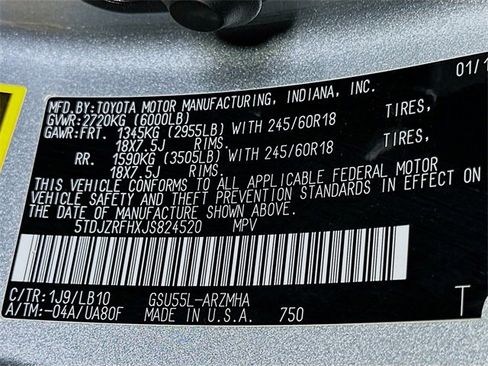 MFD.BY:TOYOTA MOTOR MANUFACTURING, INDIANA, INC. 01/1
GVWR:2720KG (6000LB)
GAWR:FRT. 1345KG (2955LB) WITH 245/60R18 TIRES,
18X7.5J RIMS.
RR. 1590KG (3505LB) WITH 245/60R18 TIRES,
18X7.5J RIMS.
THIS VEHICLE CONFORMS TO ALL APPLICABLE FEDERAL MOTOR
VEHICLE SAFETY AND THEFT PREVENTION STANDARDS IN EFFECT ON
THE DATE OF MANUFACTURE SHOWN ABOVE.
5TDJZRFHXJS824520 MPV
C/TR:1J9/LB10 GSU55L-ARZMHA
A/TM:-04A/UA80F MADE IN U.S.A. 750 T